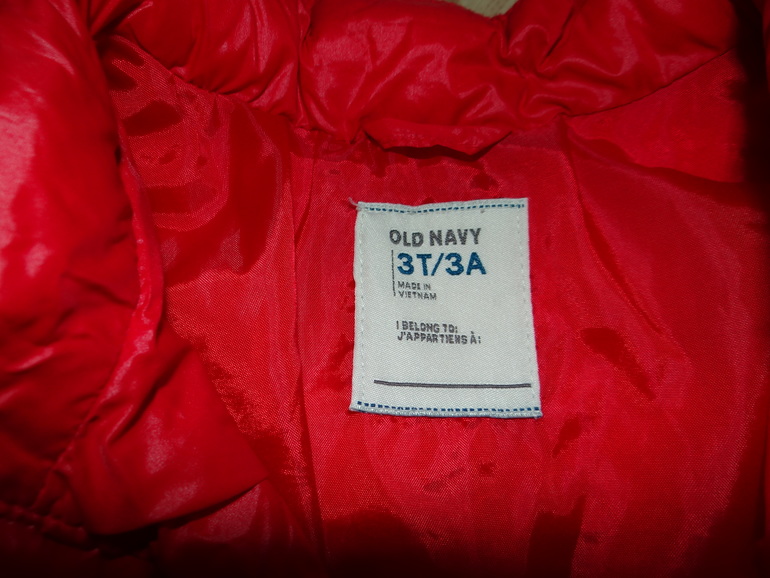 OLD NAVY
3T/3A
MADE IN
VIETNAM
I BELONG TO:
J'APPARTIENS À: